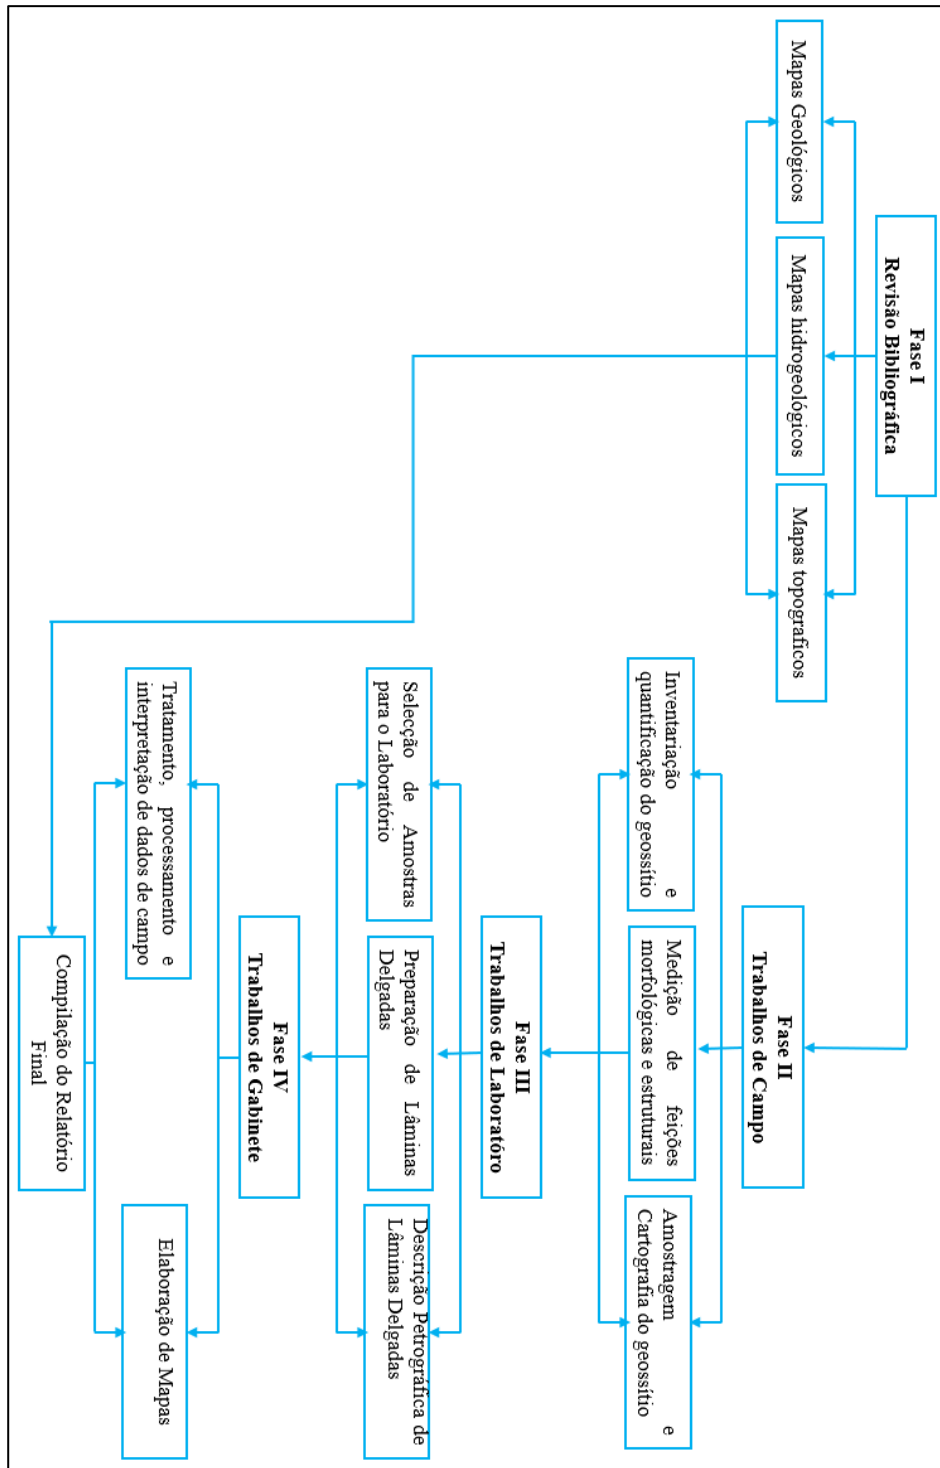 Fase I
Revisão Bibliográfica
Mapas Geológicos
Mapas hidrogeológicos
Mapas topograficos
Fase II
Trabalhos de Campo
Inventariação e
quantificação do geossítio
Medição de feições
morfológicas e estruturais
Amostragem e
Cartografia do geossítio
Fase III
Trabalhos de Laboratóro
Selecção de Amostras
para o Laboratório
Preparação de Lâminas
Delgadas
Descrição Petrográfica de
Lâminas Delgadas
Fase IV
Trabalhos de Gabinete
Tratamento, processamento e
interpretação de dados de campo
Elaboração de Mapas
Compilação do Relatório
Final